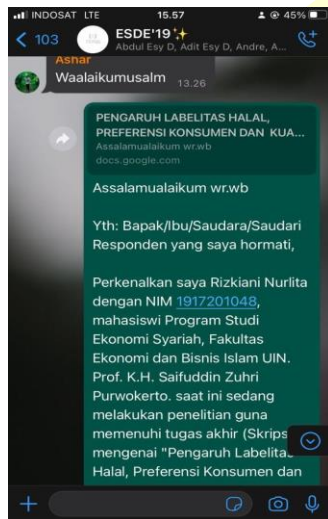 INDOSAT LTE 15.57 45%
103 ESDE'19
Abdul Esy D, Adit Esy D, Andre, A...
Ashar
Waalaikumusalm 13.26
PENGARUH LABELITAS HALAL,
PREFERENSI KONSUMEN DAN KUA...
Assalamualaikum wr.wb
docs.google.com
Assalamualaikum wr.wb
Yth: Bapak/Ibu/Saudara/Saudari
Responden yang saya hormati,
Perkenalkan saya Rizkiani Nurlita
dengan NIM 1917201048,
mahasiswi Program Studi
Ekonomi Syariah, Fakultas
Ekonomi dan Bisnis Islam UIN.
Prof. K.H. Saifuddin Zuhri
Purwokerto. saat ini sedang
melakukan penelitian guna
memenuhi tugas akhir (Skrips
mengenai "Pengaruh Labelita
Halal, Preferensi Konsumen dan